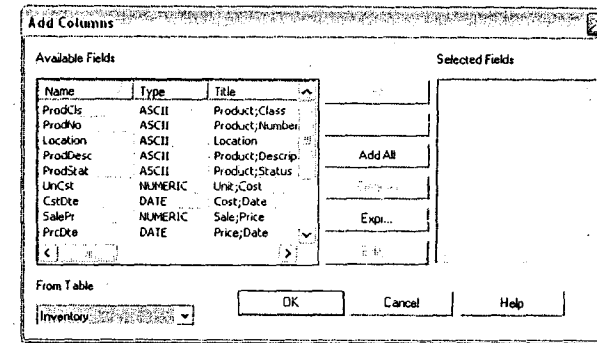 Add Columns
Available Fields
Selected Fields
Name Type Title
ProdCls ASCII Product;Class
ProdNo ASCII Product;Number
Location ASCII Location
ProdDesc ASCII Product;Descrip
ProdStat ASCII Product;Status
UnCst NUMERIC Unit;Cost
CstDte DATE Cost;Date
SalePr NUMERIC Sale;Price
PrcDte DATE Price;Date
Add All
Expr...
From Table
Inventory
OK Cancel Help